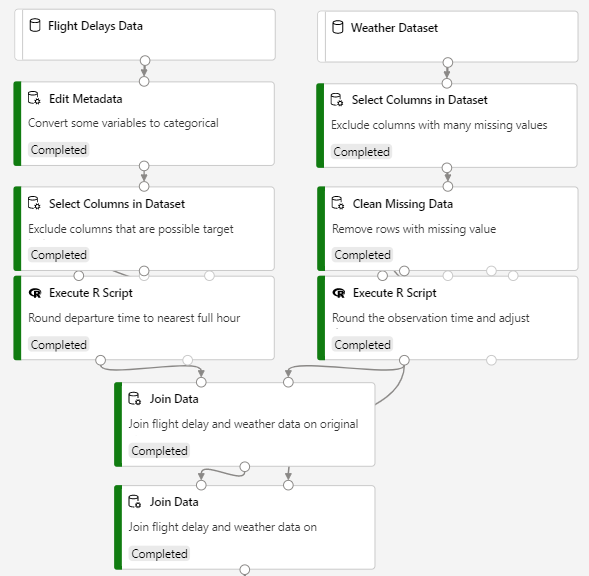 Flight Delays Data
Weather Dataset
Edit Metadata
Convert some variables to categorical
Completed
Select Columns in Dataset
Exclude columns with many missing values
Completed
Select Columns in Dataset
Exclude columns that are possible target
Completed
Clean Missing Data
Remove rows with missing value
Completed
Execute R Script
Round departure time to nearest full hour
Completed
Execute R Script
Round the observation time and adjust
Completed
Join Data
Join flight delay and weather data on original
Completed
Join Data
Join flight delay and weather data on
Completed